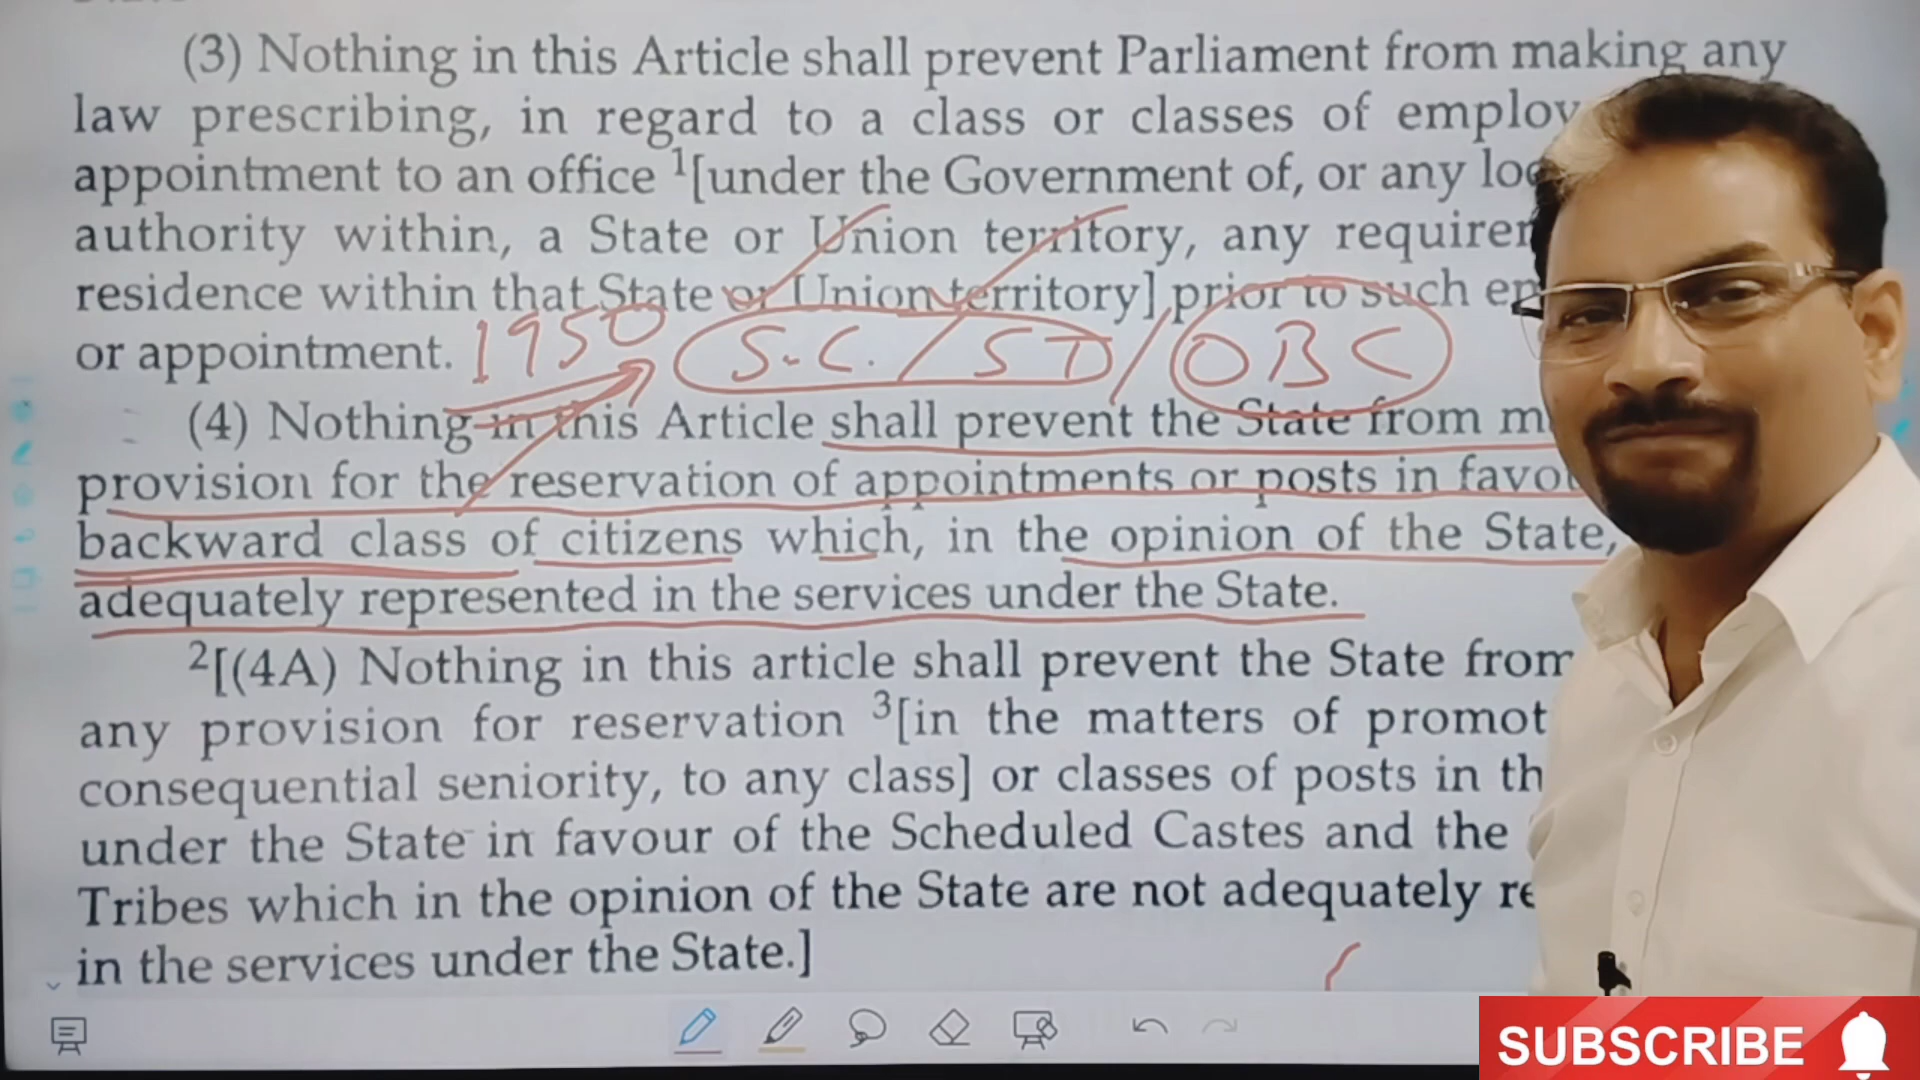 (3) Nothing in this Article shall prevent Parliament from making any
law prescribing, in regard to a class or classes of employ
appointment to an office ¹[under the Government of, or any loc
authority within, a State or Union territory, any requirem
residence within that State or Union territory] prior to such em
or appointment. 1950 S.C. / ST / OBC
(4) Nothing in this Article shall prevent the State from m
provision for the reservation of appointments or posts in favou
backward class of citizens which, in the opinion of the State,
adequately represented in the services under the State.
²[(4A) Nothing in this article shall prevent the State from
any provision for reservation ³[in the matters of promot
consequential seniority, to any class] or classes of posts in th
under the State in favour of the Scheduled Castes and the
Tribes which in the opinion of the State are not adequately re
in the services under the State.]
SUBSCRIBE